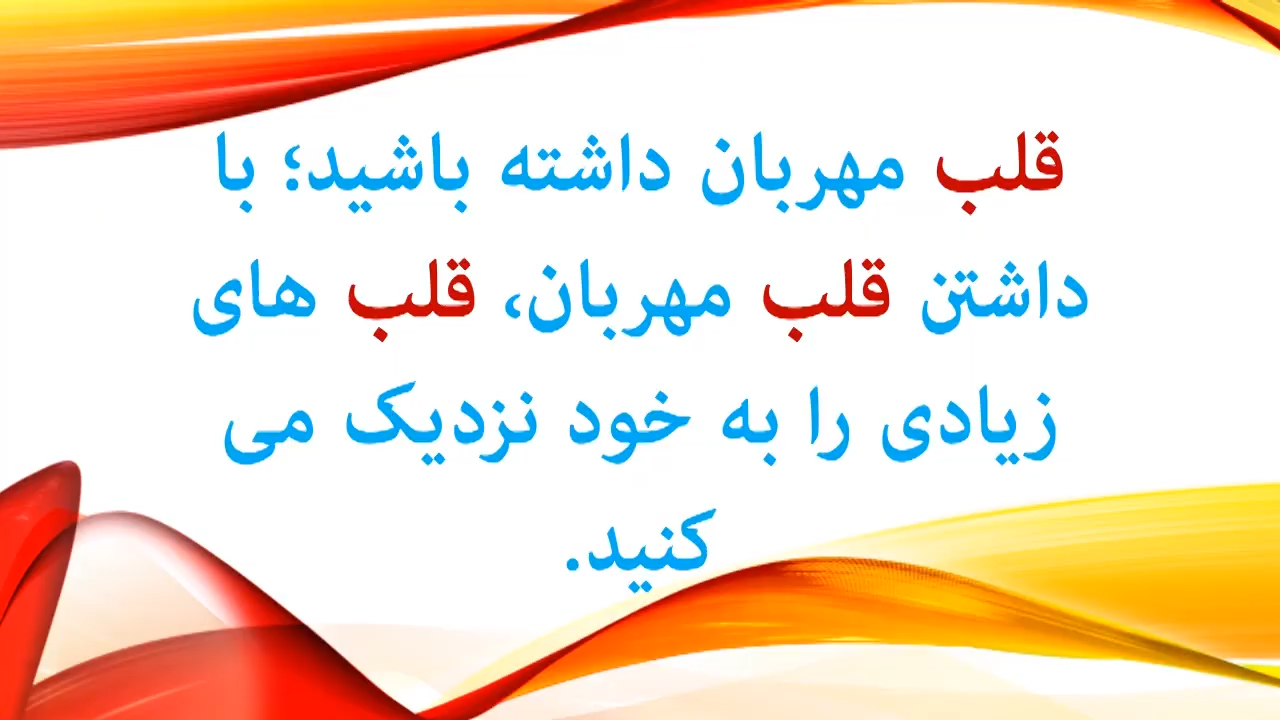 قلب مهربان داشته باشید؛ با
داشتن قلب مهربان، قلب های
زیادی را به خود نزدیک می
کنید.